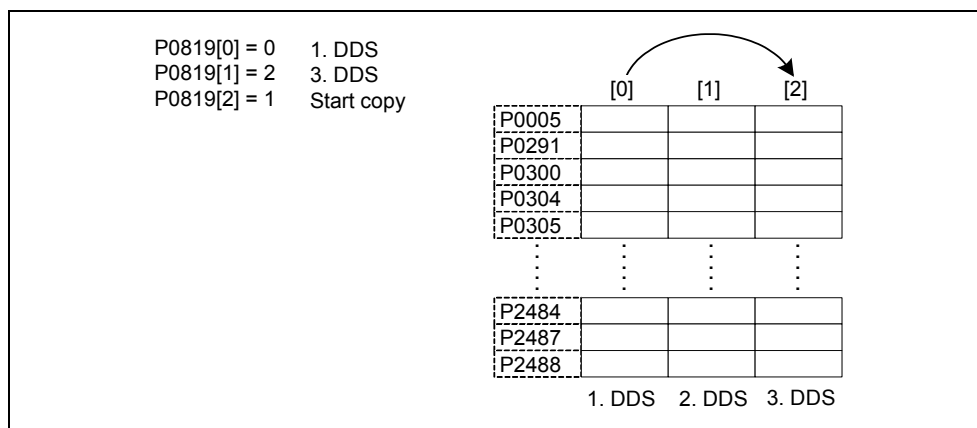 P0819[0] = 0 1. DDS
P0819[1] = 2 3. DDS
P0819[2] = 1 Start copy
[0] [1] [2]
P0005
P0291
P0300
P0304
P0305
P2484
P2487
P2488
1. DDS 2. DDS 3. DDS